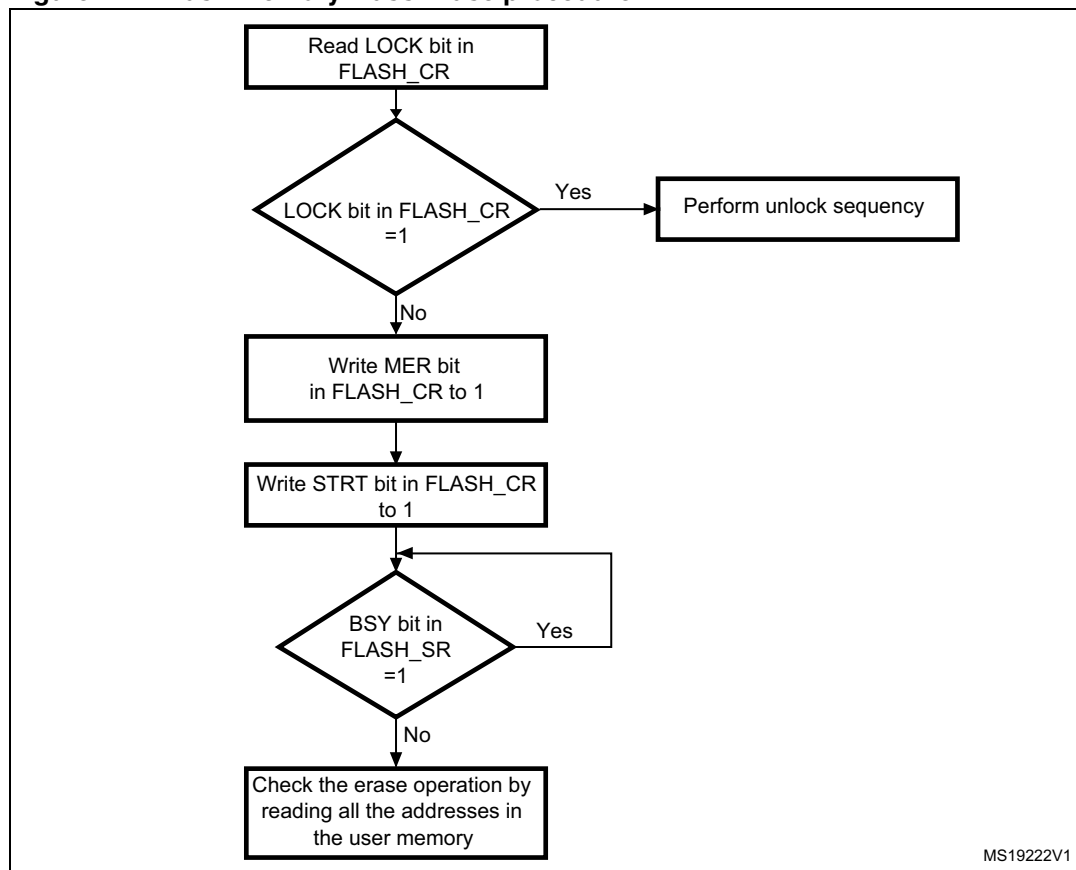 Read LOCK bit in
FLASH_CR
LOCK bit in FLASH_CR
=1
Yes
Perform unlock sequency
No
Write MER bit
in FLASH_CR to 1
Write STRT bit in FLASH_CR
to 1
BSY bit in
FLASH_SR
=1
Yes
No
Check the erase operation by
reading all the addresses in
the user memory
MS19222V1